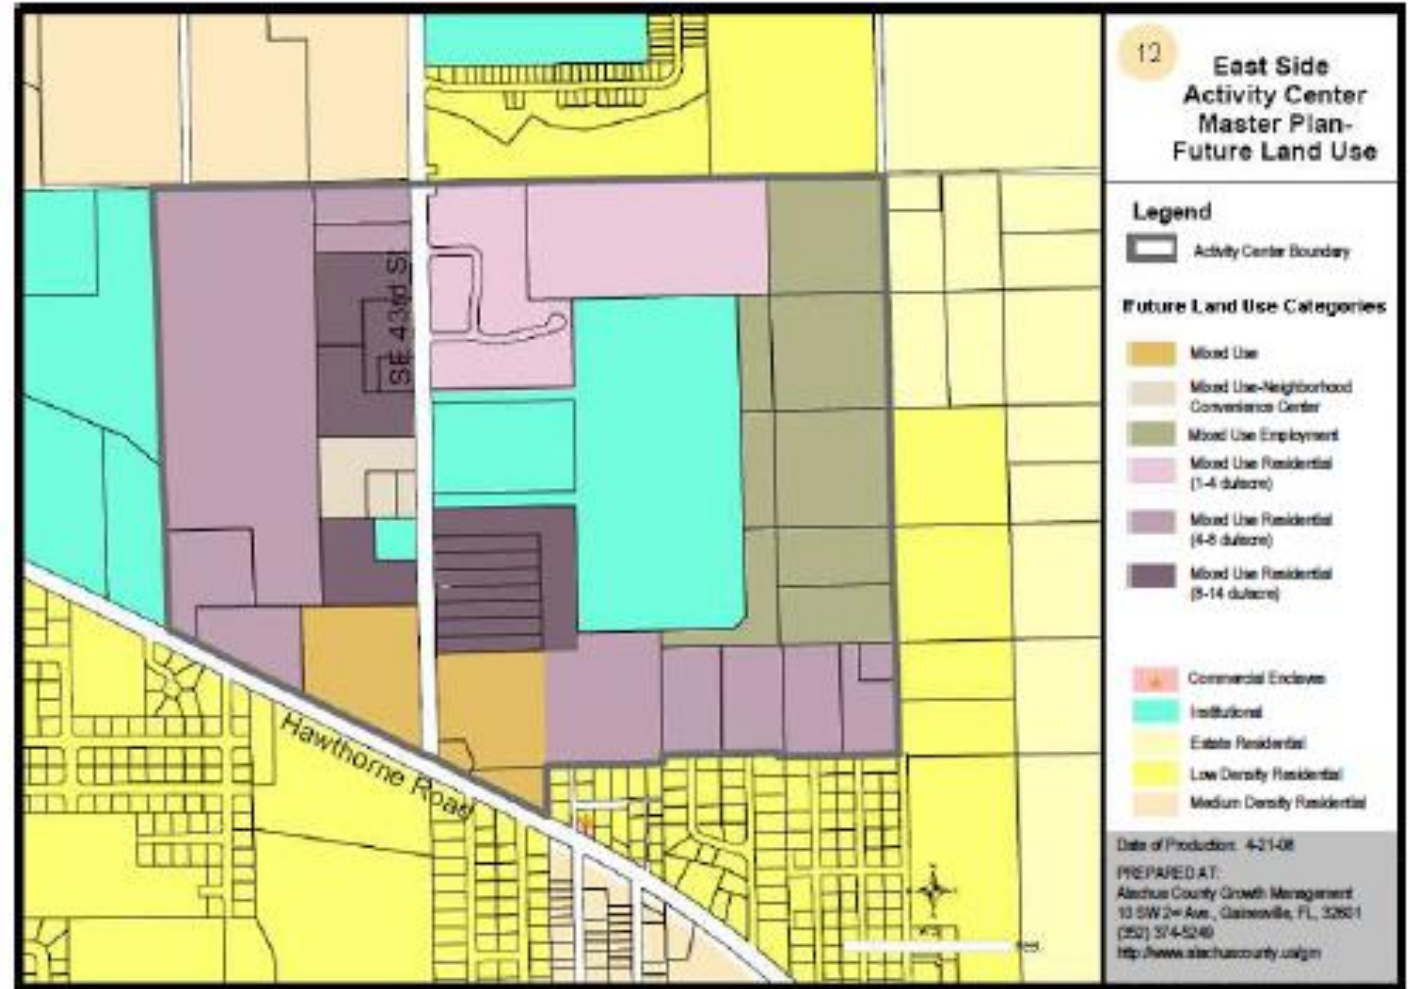 12
East Side
Activity Center
Master Plan-
Future Land Use
Legend
Activity Center Boundary
Future Land Use Categories
Mixed Use
Mixed Use-Neighborhood
Convenience Center
Mixed Use Employment
Mixed Use Residential
(1-4 du/acre)
Mixed Use Residential
(4-8 du/acre)
Mixed Use Residential
(8-14 du/acre)
Commercial Enclaves
Institutional
Estate Residential
Low Density Residential
Medium Density Residential
Date of Production: 4-21-08
PREPARED AT:
Alachua County Growth Management
10 SW 2nd Ave., Gainesville, FL, 32601
(352) 374-5249
http://www.alachuacounty.us/gm
SE 43rd St
Hawthorne Road